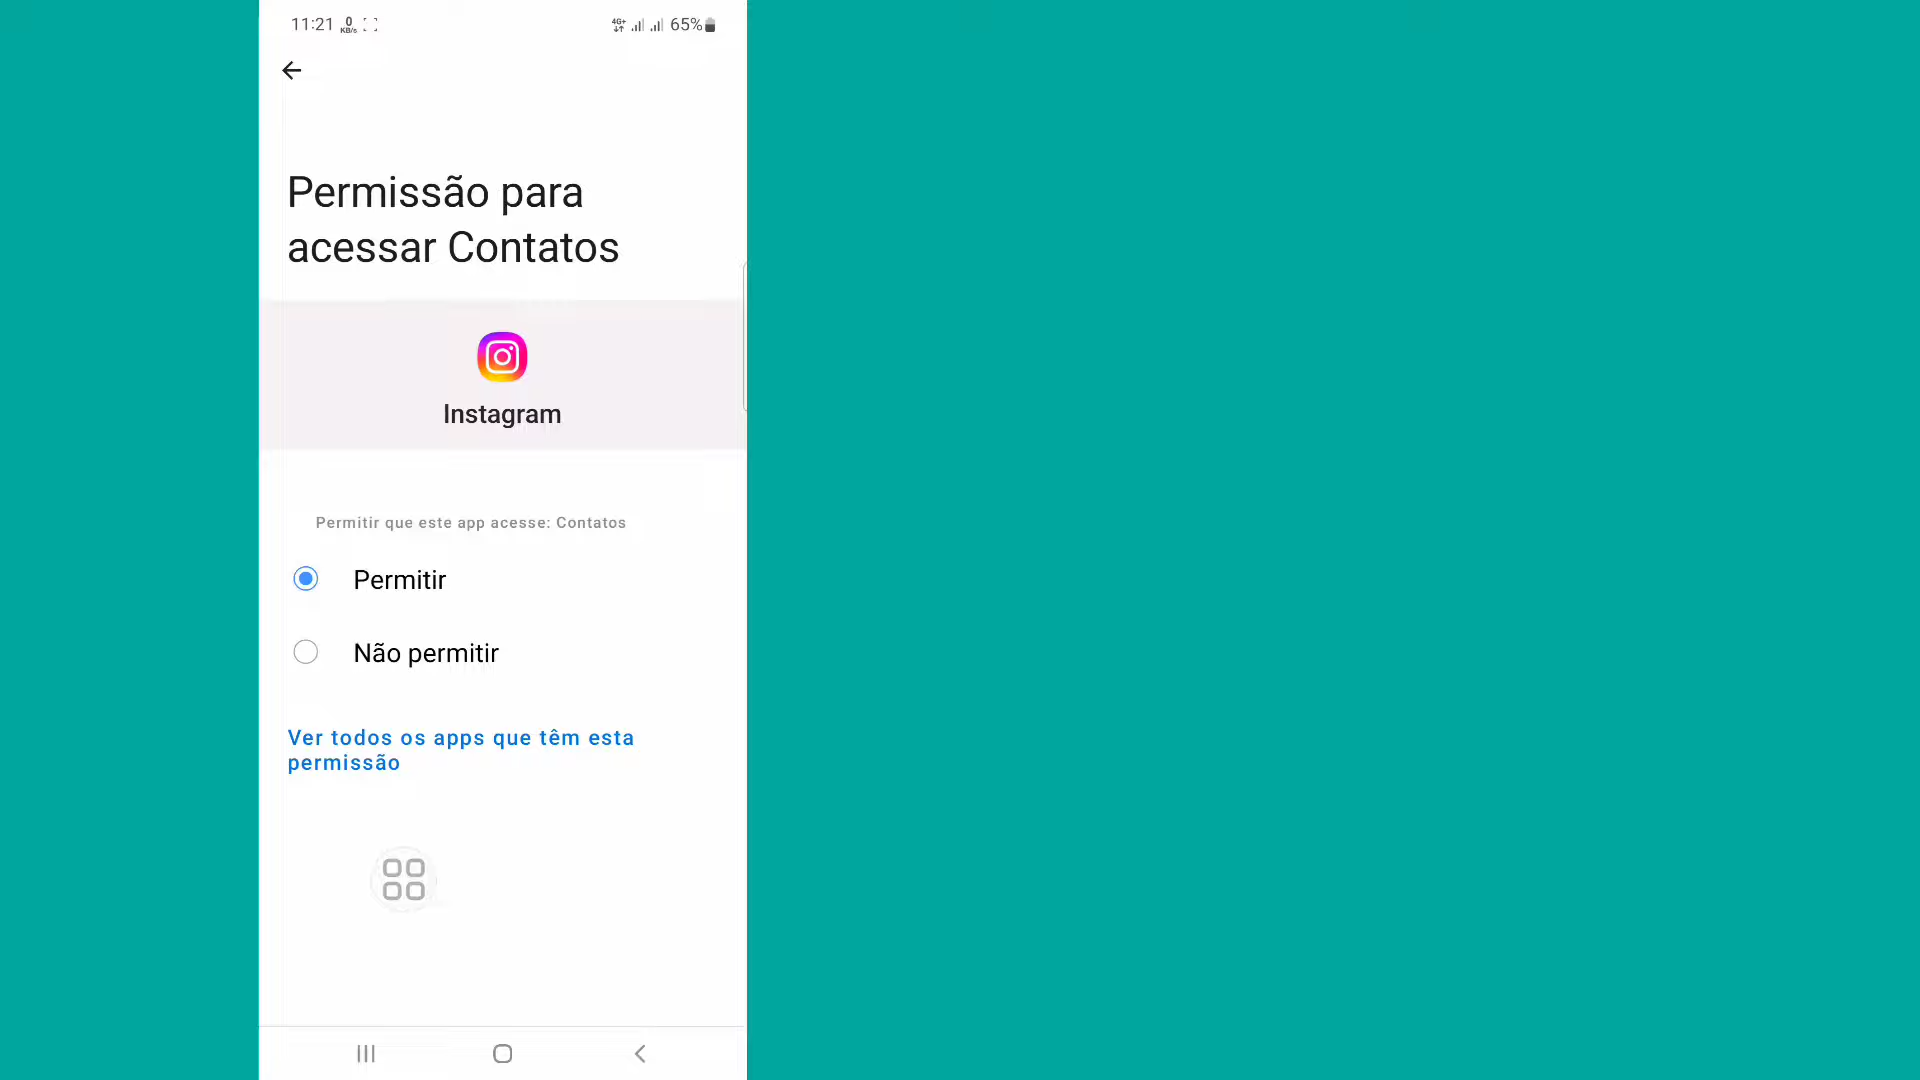 11:21 0 KB/s 4G+ 65%
Permissão para
acessar Contatos
Instagram
Permitir que este app acesse: Contatos
Permitir
Não permitir
Ver todos os apps que têm esta
permissão